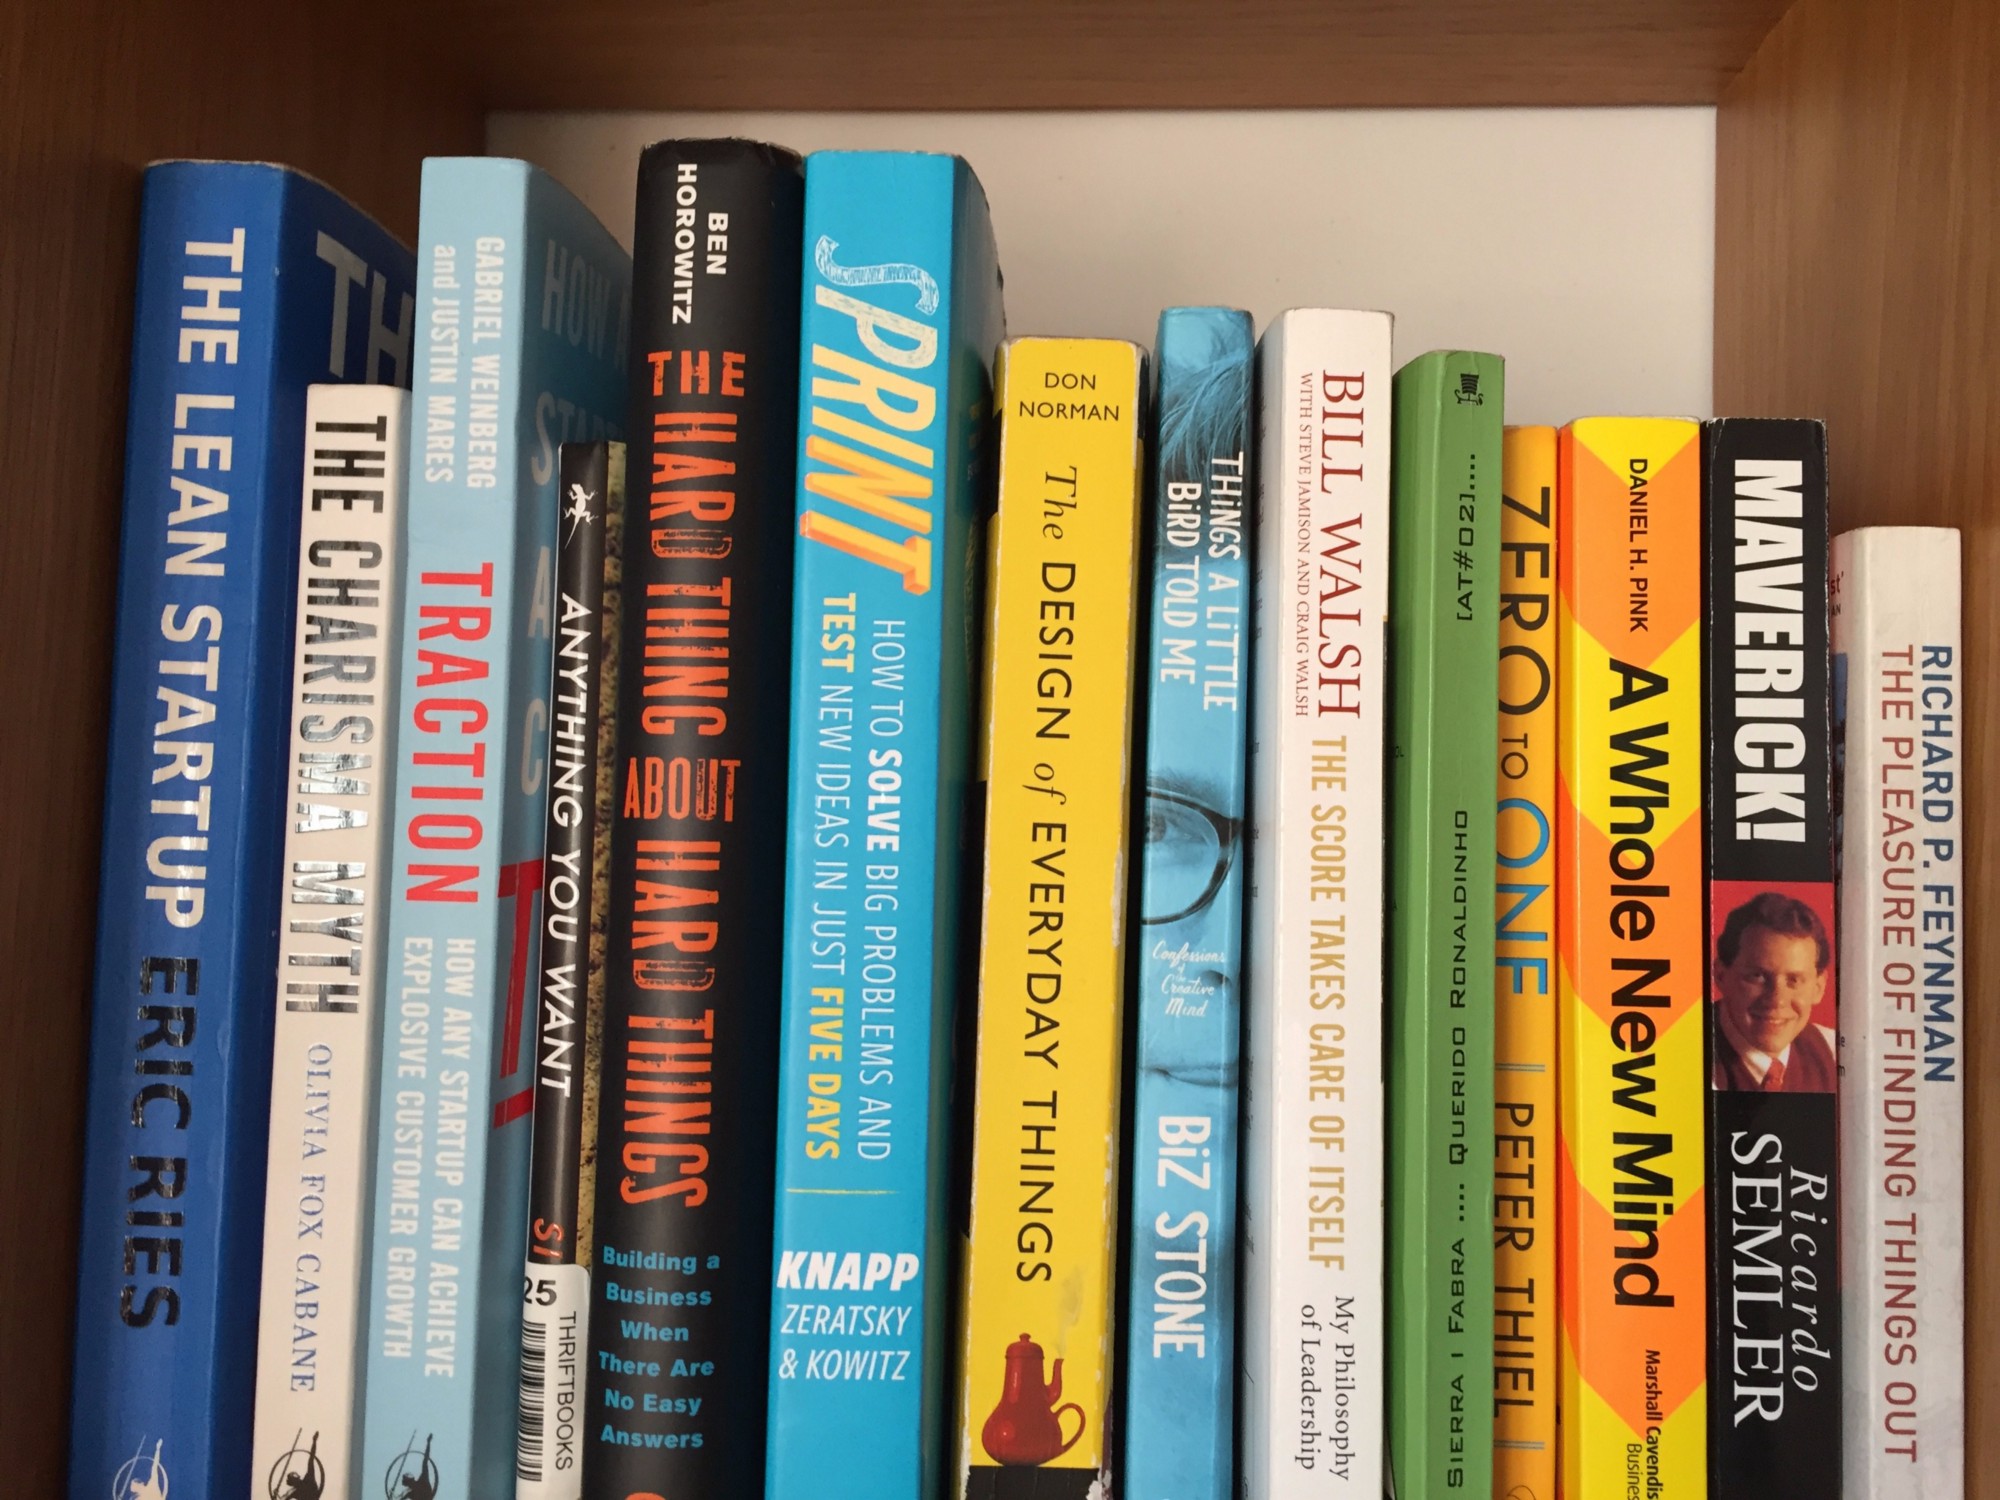 THE LEAN STARTUP ERIC RIES
TH
THE CHARISMA MYTH OLIVIA FOX CABANE
GABRIEL WEINBERG
and JUSTIN MARES
TRACTION
HOW ANY STARTUP CAN ACHIEVE
EXPLOSIVE CUSTOMER GROWTH
HOW A
ANYTHING YOU WANT
25
THRIFTBOOKS
BEN
HOROWITZ
THE HARD THING ABOUT HARD THINGS
Building a
Business
When
There Are
No Easy
Answers
SPRINT
HOW TO SOLVE BIG PROBLEMS AND
TEST NEW IDEAS IN JUST FIVE DAYS
KNAPP
ZERATSKY
& KOWITZ
DON
NORMAN
The DESIGN of EVERYDAY THINGS
THiNGS A LiTTLE
BiRD TOLD ME
Confessions
of
Creative
Mind
BiZ STONE
BILL WALSH
WITH STEVE JAMISON AND CRAIG WALSH
THE SCORE TAKES CARE OF ITSELF
My Philosophy
of Leadership
[AT#02]....
QUERIDO RONALDINHO
SIERRA I FABRA ...
ZERO TO ONE | PETER THIEL |
DANIEL H. PINK
A Whole New Mind
Marshall Cavendis
Business
MAVERICK!
Ricardo
SEMLER
RICHARD P. FEYNMAN
THE PLEASURE OF FINDING THINGS OUT